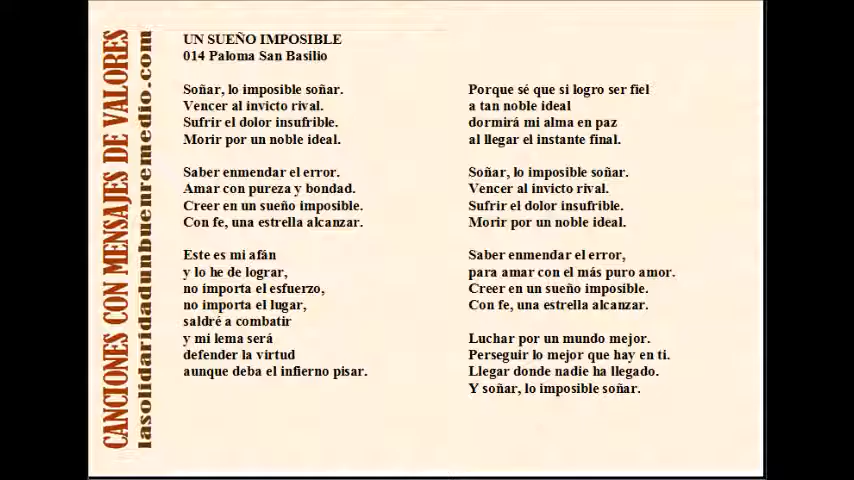 CANCIONES CON MENSAJES DE VALORES
lasolidaridadunbuenremedio.com
UN SUEÑO IMPOSIBLE
014 Paloma San Basilio
Soñar, lo imposible soñar.
Vencer al invicto rival.
Sufrir el dolor insufrible.
Morir por un noble ideal.
Saber enmendar el error.
Amar con pureza y bondad.
Creer en un sueño imposible.
Con fe, una estrella alcanzar.
Este es mi afán
y lo he de lograr,
no importa el esfuerzo,
no importa el lugar,
saldré a combatir
y mi lema será
defender la virtud
aunque deba el infierno pisar.
Porque sé que si logro ser fiel
a tan noble ideal
dormirá mi alma en paz
al llegar el instante final.
Soñar, lo imposible soñar.
Vencer al invicto rival.
Sufrir el dolor insufrible.
Morir por un noble ideal.
Saber enmendar el error,
para amar con el más puro amor.
Creer en un sueño imposible.
Con fe, una estrella alcanzar.
Luchar por un mundo mejor.
Perseguir lo mejor que hay en ti.
Llegar donde nadie ha llegado.
Y soñar, lo imposible soñar.